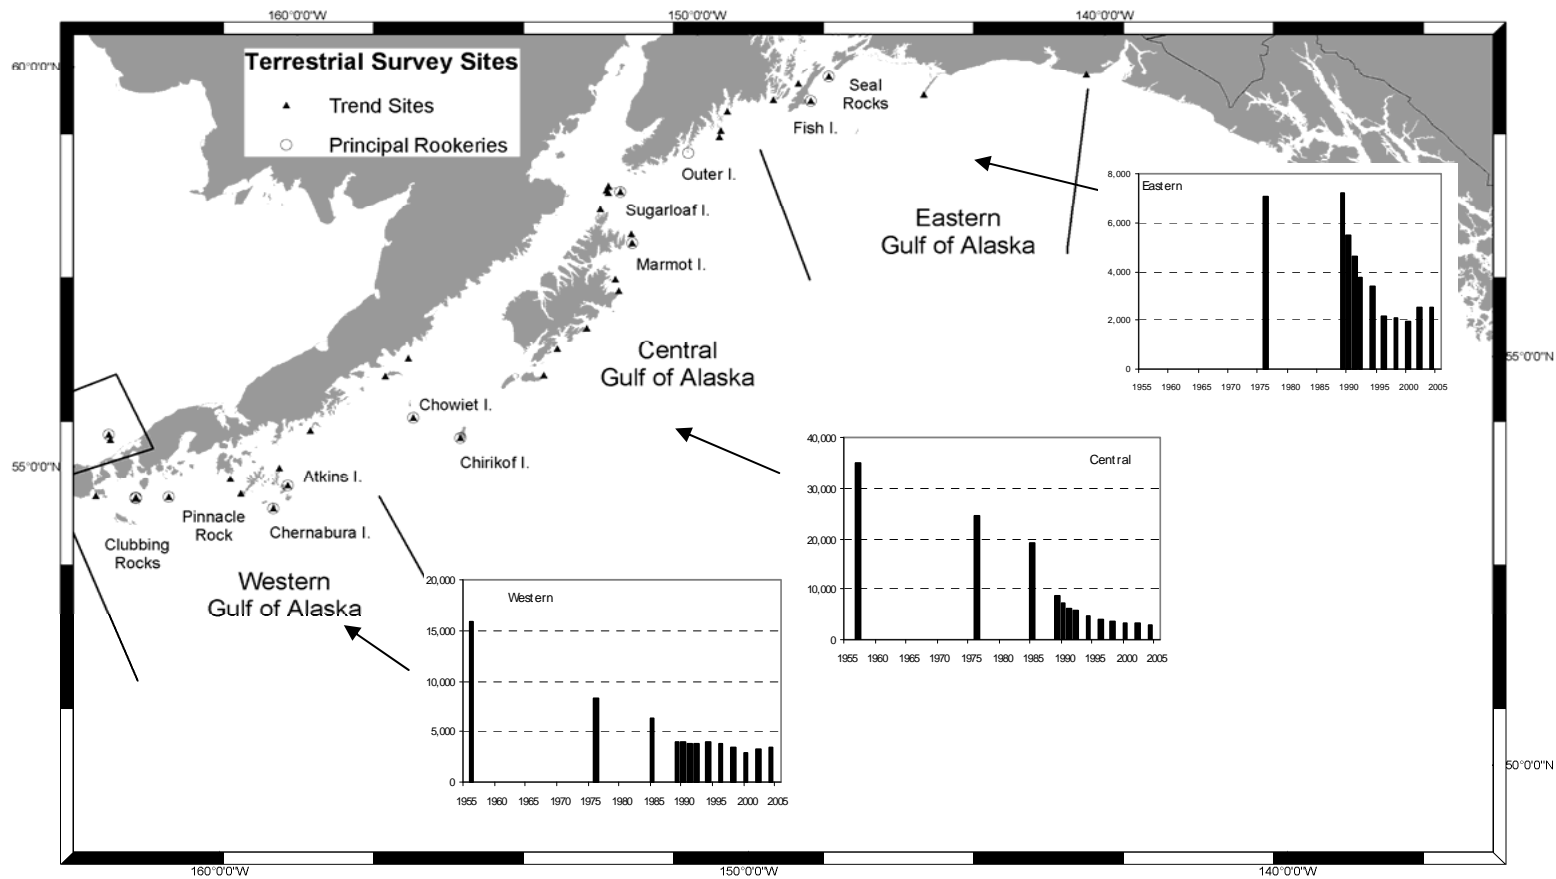 160°0'0"W
150°0'0"W
140°0'0"W
60°0'0"N
Terrestrial Survey Sites
Trend Sites
Principal Rookeries
Seal
Rocks
Fish I.
Outer I.
Sugarloaf I.
Marmot I.
Eastern
Gulf of Alaska
Central
Gulf of Alaska
Chowiet I.
Chirikof I.
Atkins I.
Pinnacle
Rock
Chernabura I.
Clubbing
Rocks
Western
Gulf of Alaska
55°0'0"N
55°0'0"N
50°0'0"N
Eastern
8,000
6,000
4,000
2,000
0
1955 1960 1965 1970 1975 1980 1985 1990 1995 2000 2005
Central
40,000
30,000
20,000
10,000
0
1955 1960 1965 1970 1975 1980 1985 1990 1995 2000 2005
Western
20,000
15,000
10,000
5,000
0
1955 1960 1965 1970 1975 1980 1985 1990 1995 2000 2005
160°0'0"W
150°0'0"W
140°0'0"W